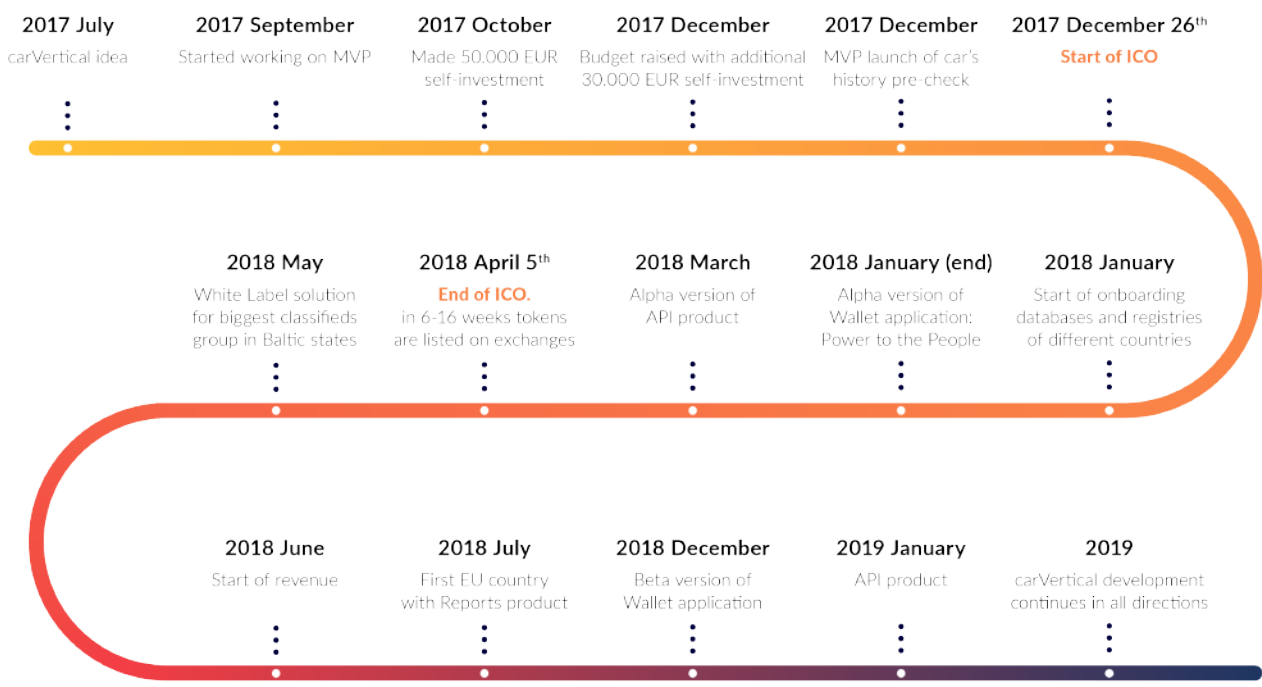 2017 July
carVertical idea
2017 September
Started working on MVP
2017 October
Made 50.000 EUR
self-investment
2017 December
Budget raised with additional
30.000 EUR self-investment
2017 December
MVP launch of car's
history pre-check
2017 December 26th
Start of ICO
2018 January
Start of onboarding
databases and registries
of different countries
2018 January (end)
Alpha version of
Wallet application:
Power to the People
2018 March
Alpha version of
API product
2018 April 5th
End of ICO.
in 6-16 weeks tokens
are listed on exchanges
2018 May
White Label solution
for biggest classifieds
group in Baltic states
2018 June
Start of revenue
2018 July
First EU country
with Reports product
2018 December
Beta version of
Wallet application
2019 January
API product
2019
carVertical development
continues in all directions